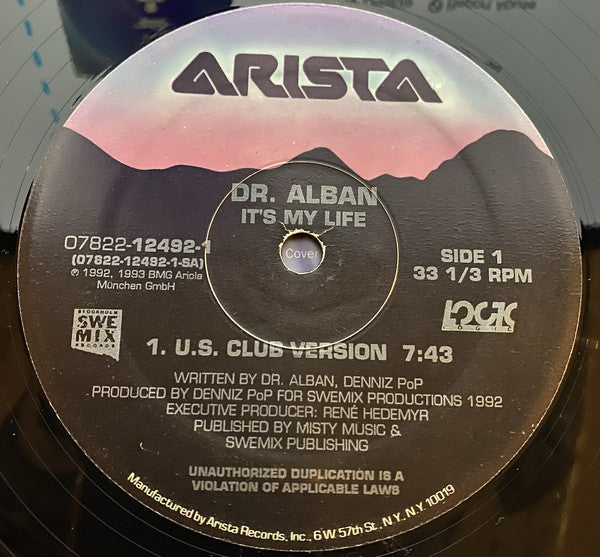 ARISTA
DR. ALBAN
IT'S MY LIFE
07822-12492-1
(07822-12492-1-SA)
℗ 1992, 1993 BMG Ariola
München GmbH
Cover
SIDE 1
33 1/3 RPM
STOCKHOLM
SWE
MIX
RECORDS
LOGIC
1. U.S. CLUB VERSION 7:43
WRITTEN BY DR. ALBAN, DENNIZ PoP
PRODUCED BY DENNIZ PoP FOR SWEMIX PRODUCTIONS 1992
EXECUTIVE PRODUCER: RENÉ HEDEMYR
PUBLISHED BY MISTY MUSIC &
SWEMIX PUBLISHING
UNAUTHORIZED DUPLICATION IS A
VIOLATION OF APPLICABLE LAWS
Manufactured by Arista Records, Inc., 6 W 57th St., N.Y., N.Y. 10019